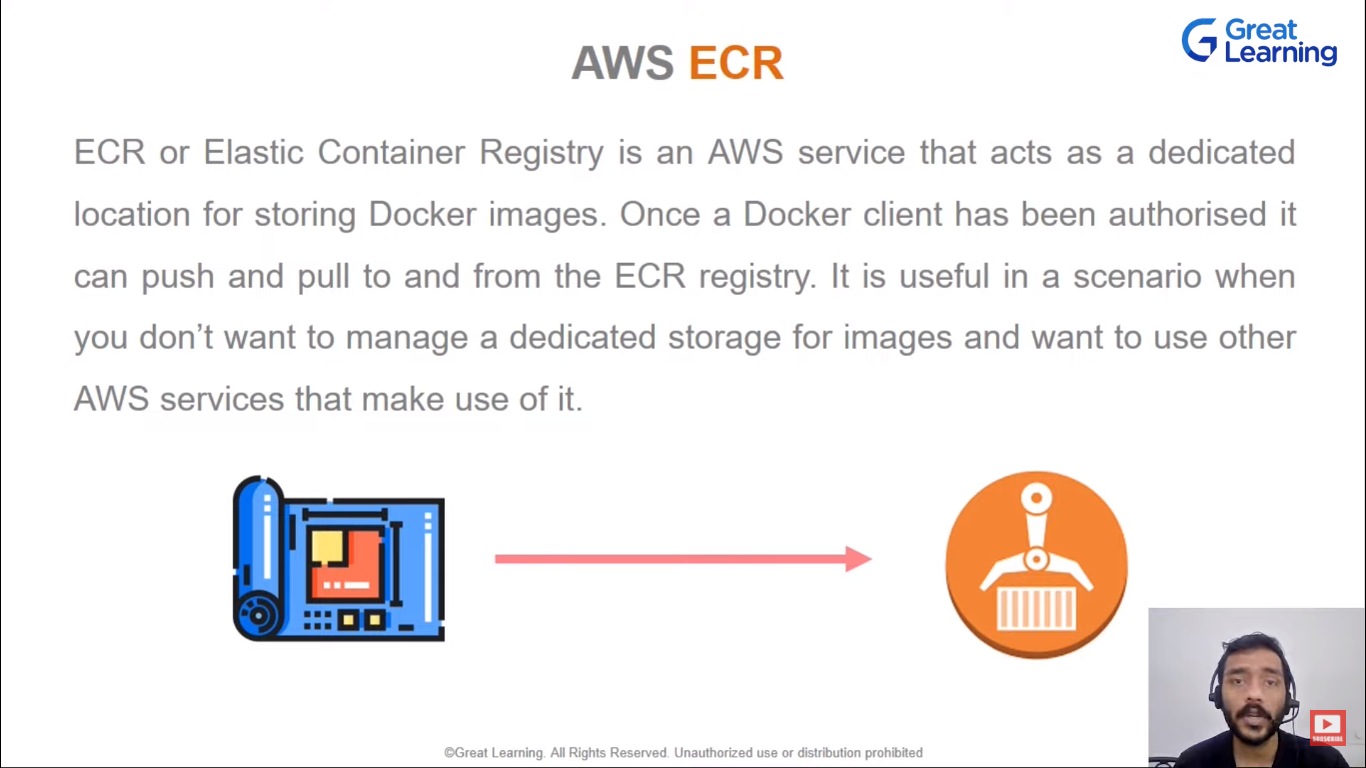 Great
Learning
AWS ECR
ECR or Elastic Container Registry is an AWS service that acts as a dedicated
location for storing Docker images. Once a Docker client has been authorised it
can push and pull to and from the ECR registry. It is useful in a scenario when
you don’t want to manage a dedicated storage for images and want to use other
AWS services that make use of it.
SUBSCRIBE
©Great Learning. All Rights Reserved. Unauthorized use or distribution prohibited